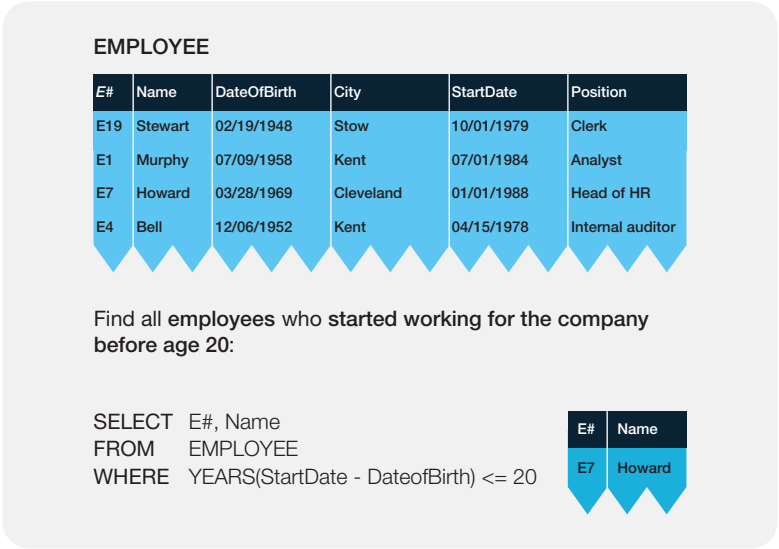 EMPLOYEE
E# Name DateOfBirth City StartDate Position
E19 Stewart 02/19/1948 Stow 10/01/1979 Clerk
E1 Murphy 07/09/1958 Kent 07/01/1984 Analyst
E7 Howard 03/28/1969 Cleveland 01/01/1988 Head of HR
E4 Bell 12/06/1952 Kent 04/15/1978 Internal auditor
Find all employees who started working for the company
before age 20:
SELECT E#, Name
FROM EMPLOYEE
WHERE YEARS(StartDate - DateofBirth) <= 20
E# Name
E7 Howard